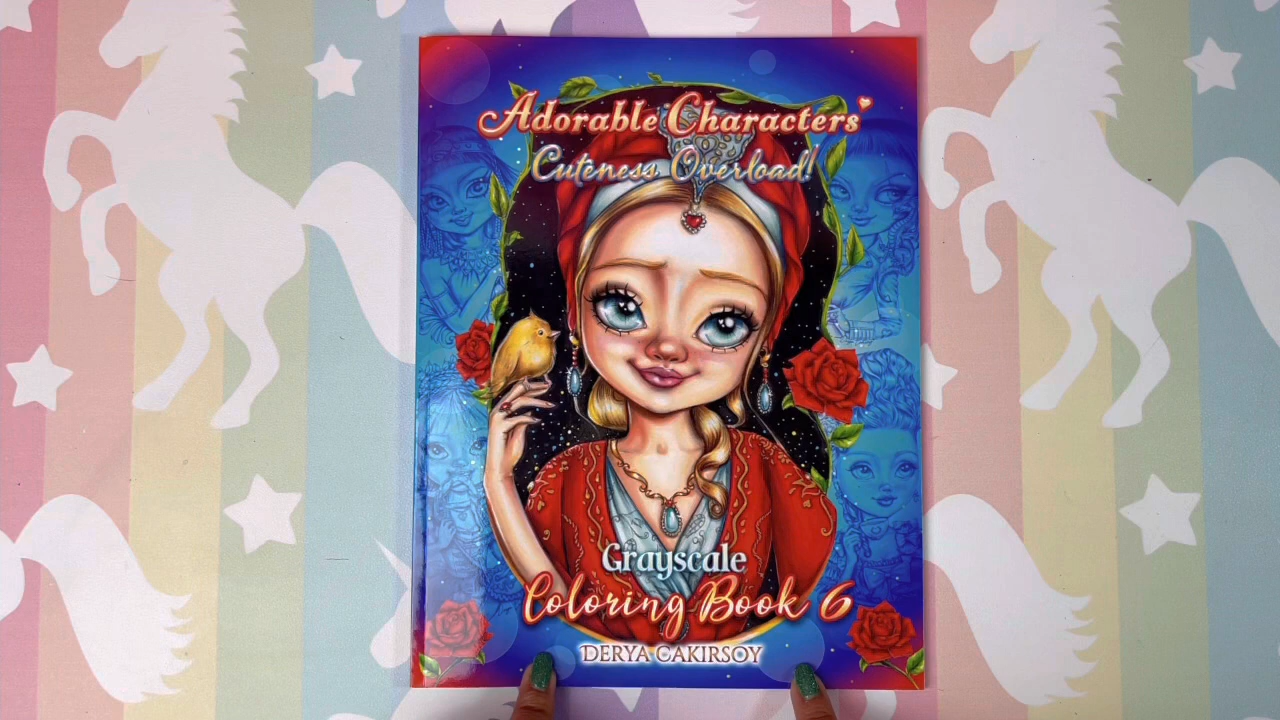 Adorable Characters
Cuteness Overload!
Grayscale
Coloring Book 6
DERYA CAKIRSOY